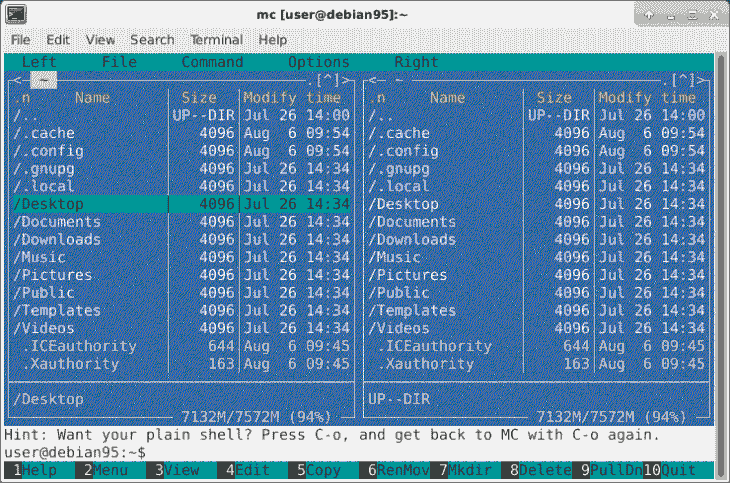 mc [user@debian95]:~
File Edit View Search Terminal Help
Left File Command Options Right
<─ ~ ─.[^]> <─ ~ ─.[^]>
.n Name Size Modify time .n Name Size Modify time
/.. UP--DIR Jul 26 14:00 /.. UP--DIR Jul 26 14:00
/.cache 4096 Aug 6 09:54 /.cache 4096 Aug 6 09:54
/.config 4096 Aug 6 09:54 /.config 4096 Aug 6 09:54
/.gnupg 4096 Jul 26 14:34 /.gnupg 4096 Jul 26 14:34
/.local 4096 Jul 26 14:34 /.local 4096 Jul 26 14:34
/Desktop 4096 Jul 26 14:34 /Desktop 4096 Jul 26 14:34
/Documents 4096 Jul 26 14:34 /Documents 4096 Jul 26 14:34
/Downloads 4096 Jul 26 14:34 /Downloads 4096 Jul 26 14:34
/Music 4096 Jul 26 14:34 /Music 4096 Jul 26 14:34
/Pictures 4096 Jul 26 14:34 /Pictures 4096 Jul 26 14:34
/Public 4096 Jul 26 14:34 /Public 4096 Jul 26 14:34
/Templates 4096 Jul 26 14:34 /Templates 4096 Jul 26 14:34
/Videos 4096 Jul 26 14:34 /Videos 4096 Jul 26 14:34
.ICEauthority 644 Aug 6 09:45 .ICEauthority 644 Aug 6 09:45
.Xauthority 163 Aug 6 09:45 .Xauthority 163 Aug 6 09:45
/Desktop UP--DIR
7132M/7572M (94%) 7132M/7572M (94%)
Hint: Want your plain shell? Press C-o, and get back to MC with C-o again.
user@debian95:~$
1Help 2Menu 3View 4Edit 5Copy 6RenMov 7Mkdir 8Delete 9PullDn 10Quit